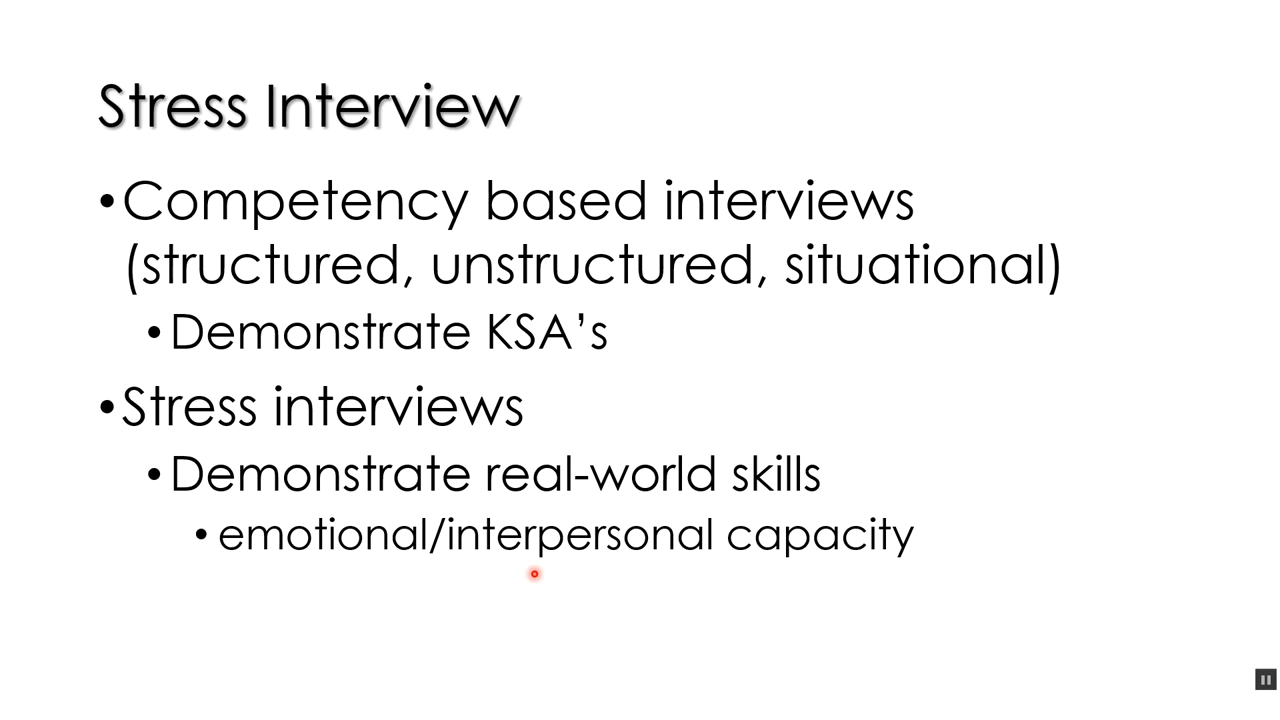 Stress Interview
•Competency based interviews
(structured, unstructured, situational)
•Demonstrate KSA’s
•Stress interviews
•Demonstrate real-world skills
•emotional/interpersonal capacity